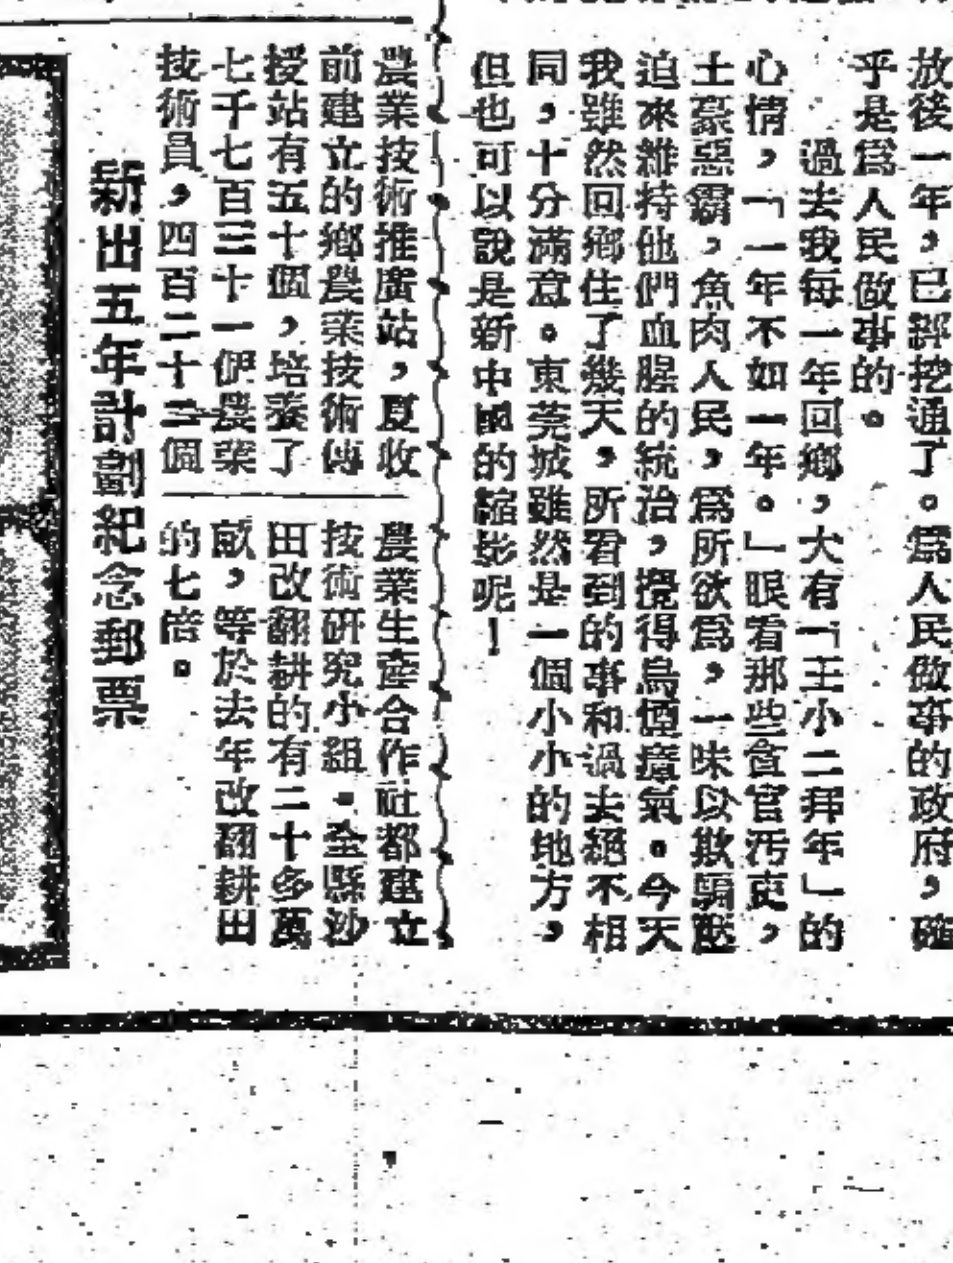 放後一年，已經挖通了。爲人民做事的政府，確
乎是爲人民做事的。
過去我每一年回鄉，大有「王小二拜年」的
心情，「一年不如一年。」眼看那些貪官汚吏，
土豪惡霸，魚肉人民，爲所欲爲，一味以欺騙壓
迫來維持他們血腥的統治，攪得烏煙瘴氣。今天
我雖然回鄉住了幾天，所看到的事和過去絕不相
同，十分滿意。東莞城雖然是一個小小的地方，
但也可以說是新中國的縮影呢！
農業技術推廣站，夏收
前建立的鄉農業技術傳
授站有五十個，培養了
七千七百三十一伊農業
技術員，四百二十三個
農業生產合作社都建立
技術研究小組。全縣沙
田改翻耕的有二十多萬
畝，等於去年改翻耕田
的七倍。
新出五年計劃紀念郵票